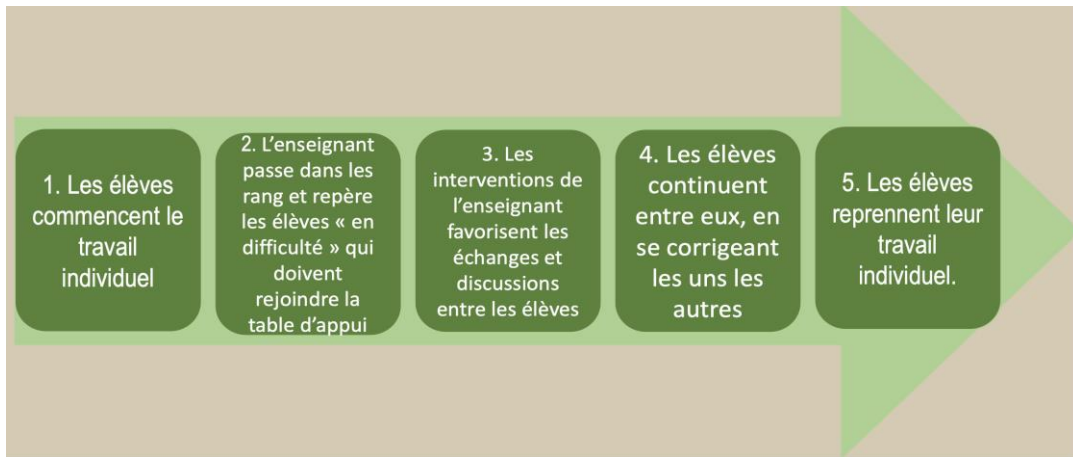 1. Les élèves
commencent le
travail
individuel
2. L'enseignant
passe dans les
rang et repère
les élèves « en
difficulté » qui
doivent
rejoindre la
table d'appui
3. Les
interventions de
l'enseignant
favorisent les
échanges et
discussions
entre les élèves
4. Les élèves
continuent
entre eux, en
se corrigeant
les uns les
autres
5. Les élèves
reprennent leur
travail
individuel.